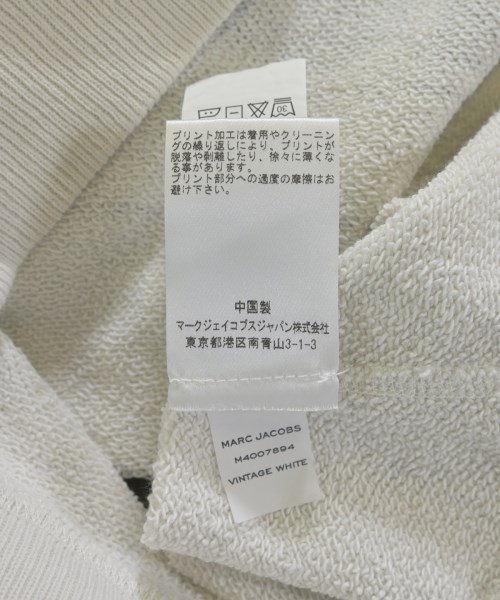 30
プリント加工は着用やクリーニン
グの繰り返しにより、プリントが
脱落や剥離したり、徐々に薄くな
る事があります。
プリント部分への過度の摩擦はお
避け下さい。
中国製
マークジェイコブスジャパン株式会社
東京都港区南青山3-1-3
MARC JACOBS
M4007894
VINTAGE WHITE